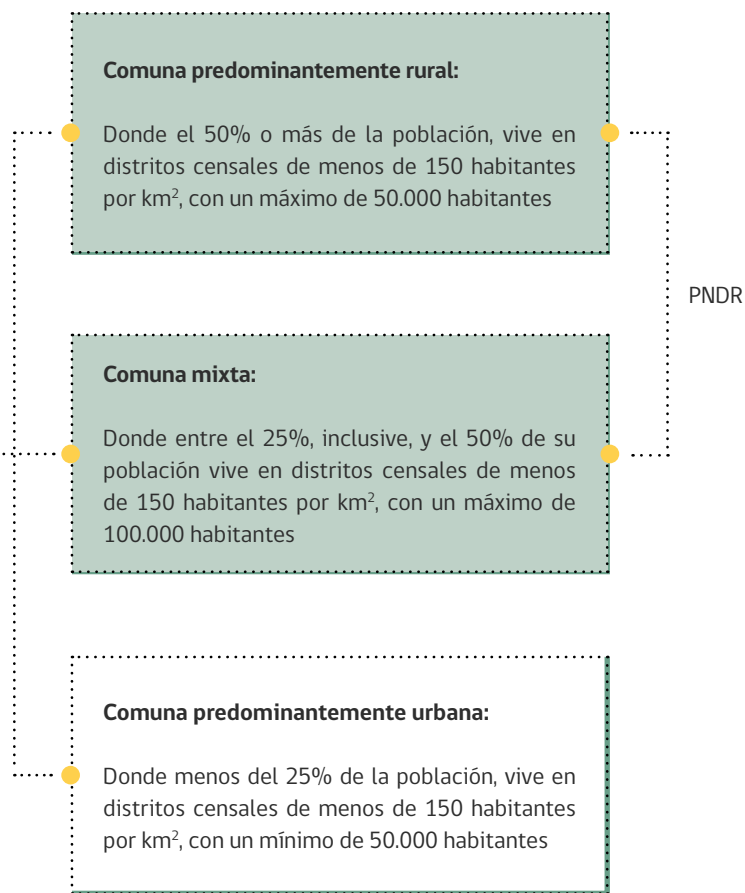 Comuna predominantemente rural:
Donde el 50% o más de la población, vive en
distritos censales de menos de 150 habitantes
por km², con un máximo de 50.000 habitantes
PNDR
Comuna mixta:
Donde entre el 25%, inclusive, y el 50% de su
población vive en distritos censales de menos
de 150 habitantes por km², con un máximo de
100.000 habitantes
Comuna predominantemente urbana:
Donde menos del 25% de la población, vive en
distritos censales de menos de 150 habitantes
por km², con un mínimo de 50.000 habitantes